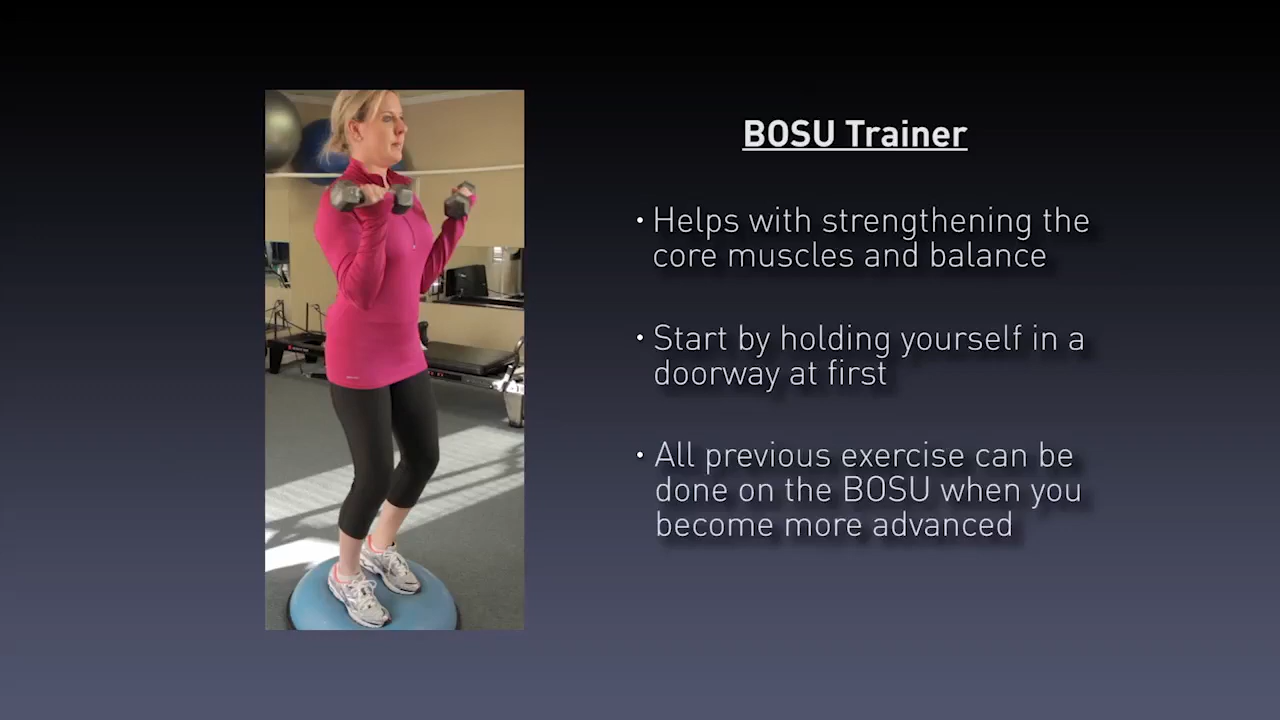 BOSU Trainer
· Helps with strengthening the
core muscles and balance
· Start by holding yourself in a
doorway at first
· All previous exercise can be
done on the BOSU when you
become more advanced